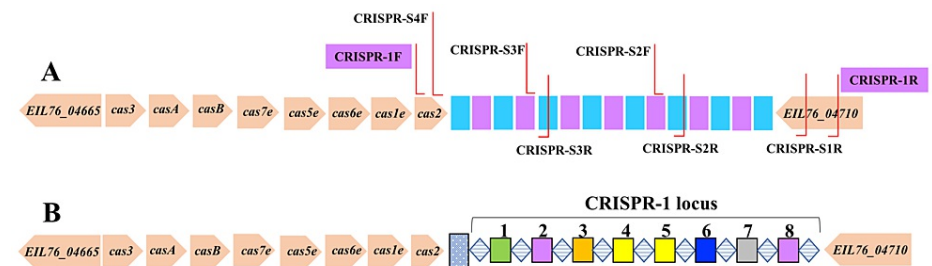 CRISPR-S4F
CRISPR-1F
CRISPR-S3F
CRISPR-S2F
CRISPR-1R
A
EIL76_04665 cas3 casA casB cas7e cas5e cas6e cas1e cas2 EIL76_04710
CRISPR-S3R
CRISPR-S2R
CRISPR-S1R
B
CRISPR-1 locus
1 2 3 4 5 6 7 8
EIL76_04665 cas3 casA casB cas7e cas5e cas6e cas1e cas2 EIL76_04710